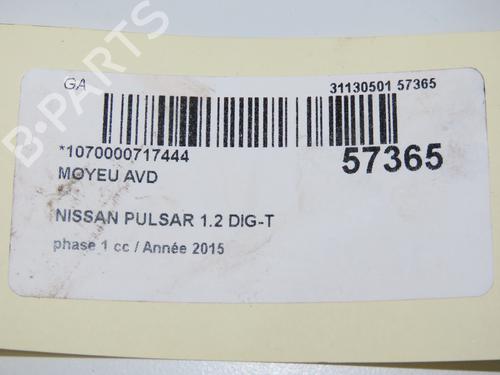 GA
31130501 57365
*1070000717444
57365
MOYEU AVD
NISSAN PULSAR 1.2 DIG-T
phase 1 cc / Année 2015
B-PARTS